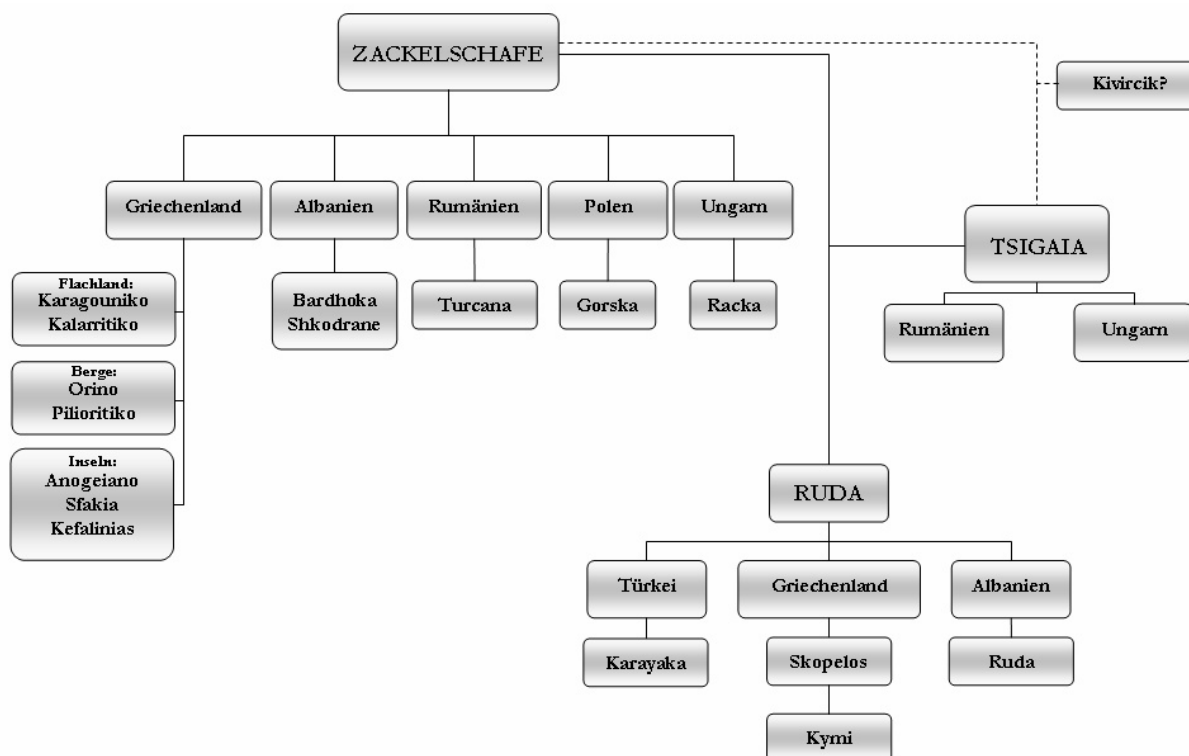 ZACKELSCHAFE
Kivircik?
Griechenland
Albanien
Rumänien
Polen
Ungarn
TSIGAIA
Flachland:
Karagouniko
Kalarritiko
Bardhoka
Shkodrane
Turcana
Gorska
Racka
Rumänien
Ungarn
Berge:
Orino
Pilioritiko
Inseln:
Anogeiano
Sfakia
Kefalinias
RUDA
Türkei
Griechenland
Albanien
Karayaka
Skopelos
Ruda
Kymi